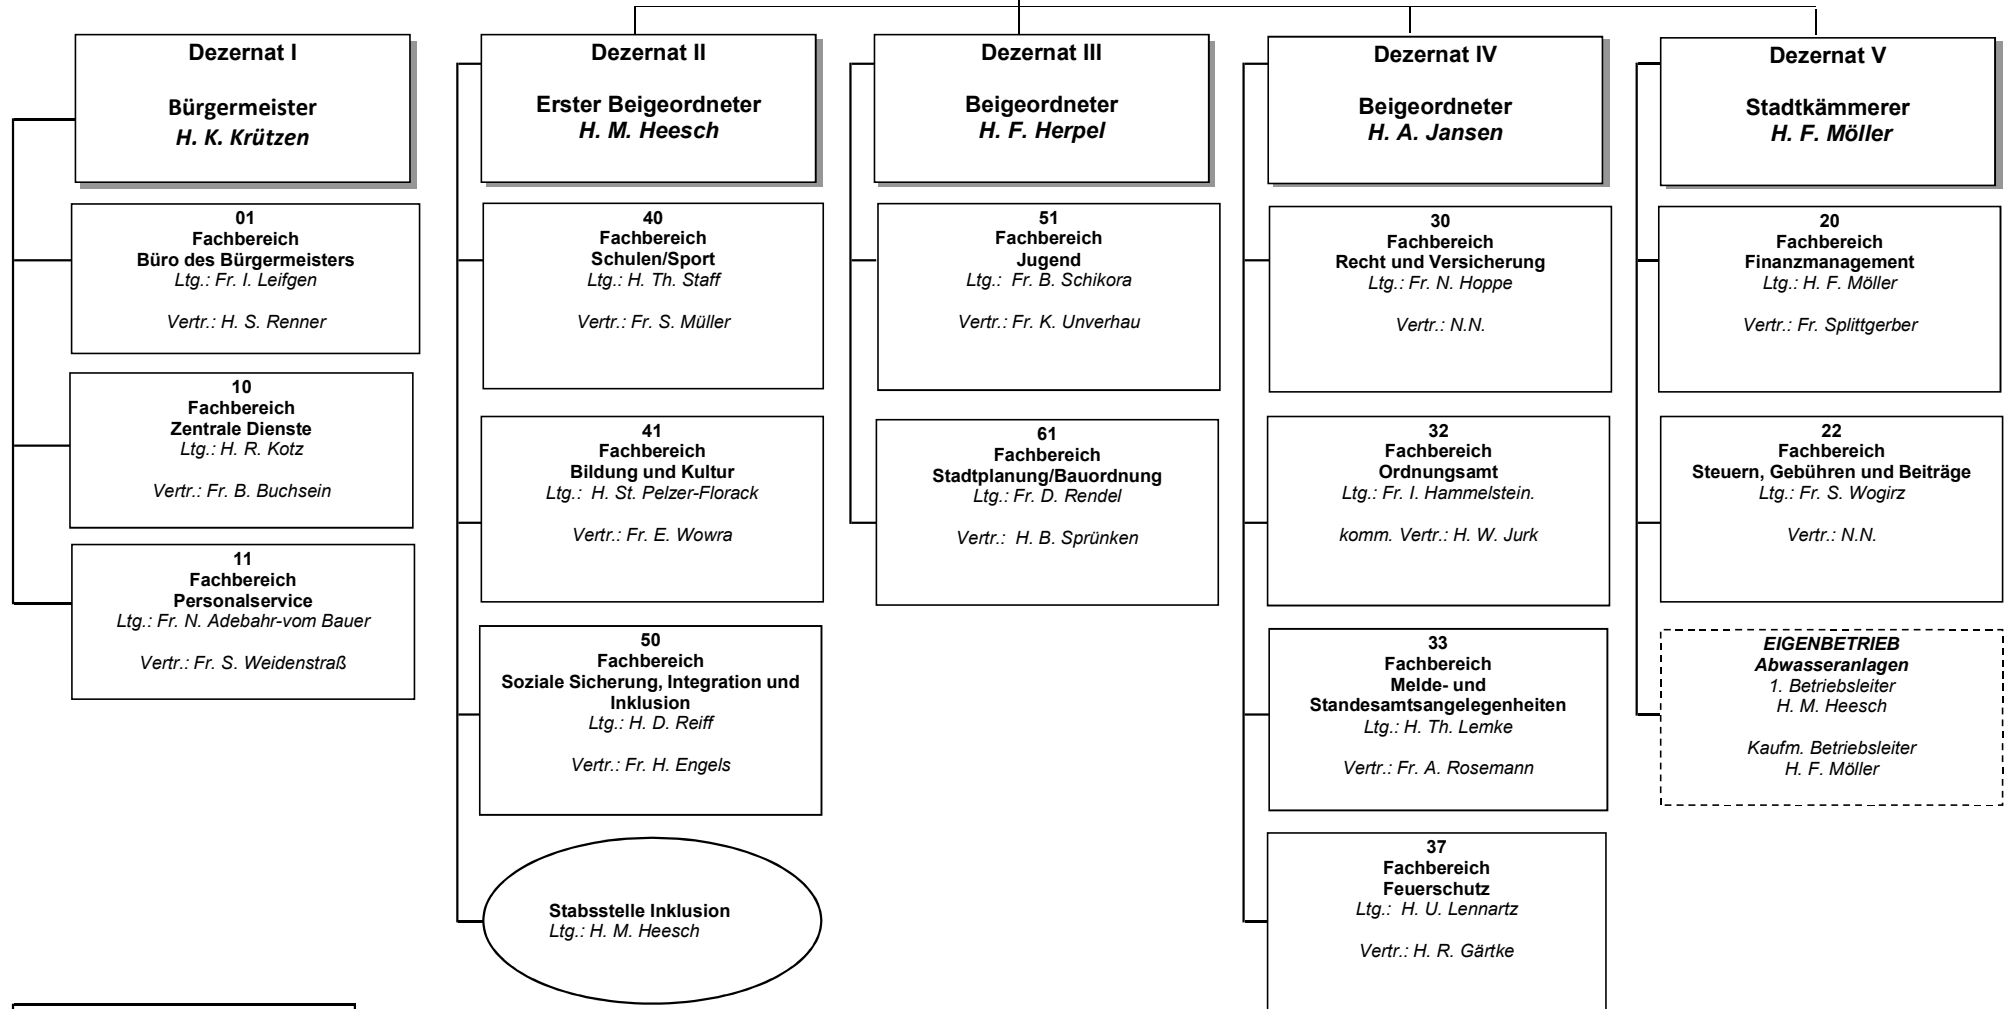 Dezernat I
Bürgermeister
H. K. Krützen
01
Fachbereich
Büro des Bürgermeisters
Ltg.: Fr. I. Leifgen
Vertr.: H. S. Renner
10
Fachbereich
Zentrale Dienste
Ltg.: H. R. Kotz
Vertr.: Fr. B. Buchsein
11
Fachbereich
Personalservice
Ltg.: Fr. N. Adebahr-vom Bauer
Vertr.: Fr. S. Weidenstraß
Dezernat II
Erster Beigeordneter
H. M. Heesch
40
Fachbereich
Schulen/Sport
Ltg.: H. Th. Staff
Vertr.: Fr. S. Müller
41
Fachbereich
Bildung und Kultur
Ltg.: H. St. Pelzer-Florack
Vertr.: Fr. E. Wowra
50
Fachbereich
Soziale Sicherung, Integration und
Inklusion
Ltg.: H. D. Reiff
Vertr.: Fr. H. Engels
Stabsstelle Inklusion
Ltg.: H. M. Heesch
Dezernat III
Beigeordneter
H. F. Herpel
51
Fachbereich
Jugend
Ltg.: Fr. B. Schikora
Vertr.: Fr. K. Unverhau
61
Fachbereich
Stadtplanung/Bauordnung
Ltg.: Fr. D. Rendel
Vertr.: H. B. Sprünken
Dezernat IV
Beigeordneter
H. A. Jansen
30
Fachbereich
Recht und Versicherung
Ltg.: Fr. N. Hoppe
Vertr.: N.N.
32
Fachbereich
Ordnungsamt
Ltg.: Fr. I. Hammelstein.
komm. Vertr.: H. W. Jurk
33
Fachbereich
Melde- und
Standesamtsangelegenheiten
Ltg.: H. Th. Lemke
Vertr.: Fr. A. Rosemann
37
Fachbereich
Feuerschutz
Ltg.: H. U. Lennartz
Vertr.: H. R. Gärtke
Dezernat V
Stadtkämmerer
H. F. Möller
20
Fachbereich
Finanzmanagement
Ltg.: H. F. Möller
Vertr.: Fr. Splittgerber
22
Fachbereich
Steuern, Gebühren und Beiträge
Ltg.: Fr. S. Wogirz
Vertr.: N.N.
EIGENBETRIEB
Abwasseranlagen
1. Betriebsleiter
H. M. Heesch
Kaufm. Betriebsleiter
H. F. Möller